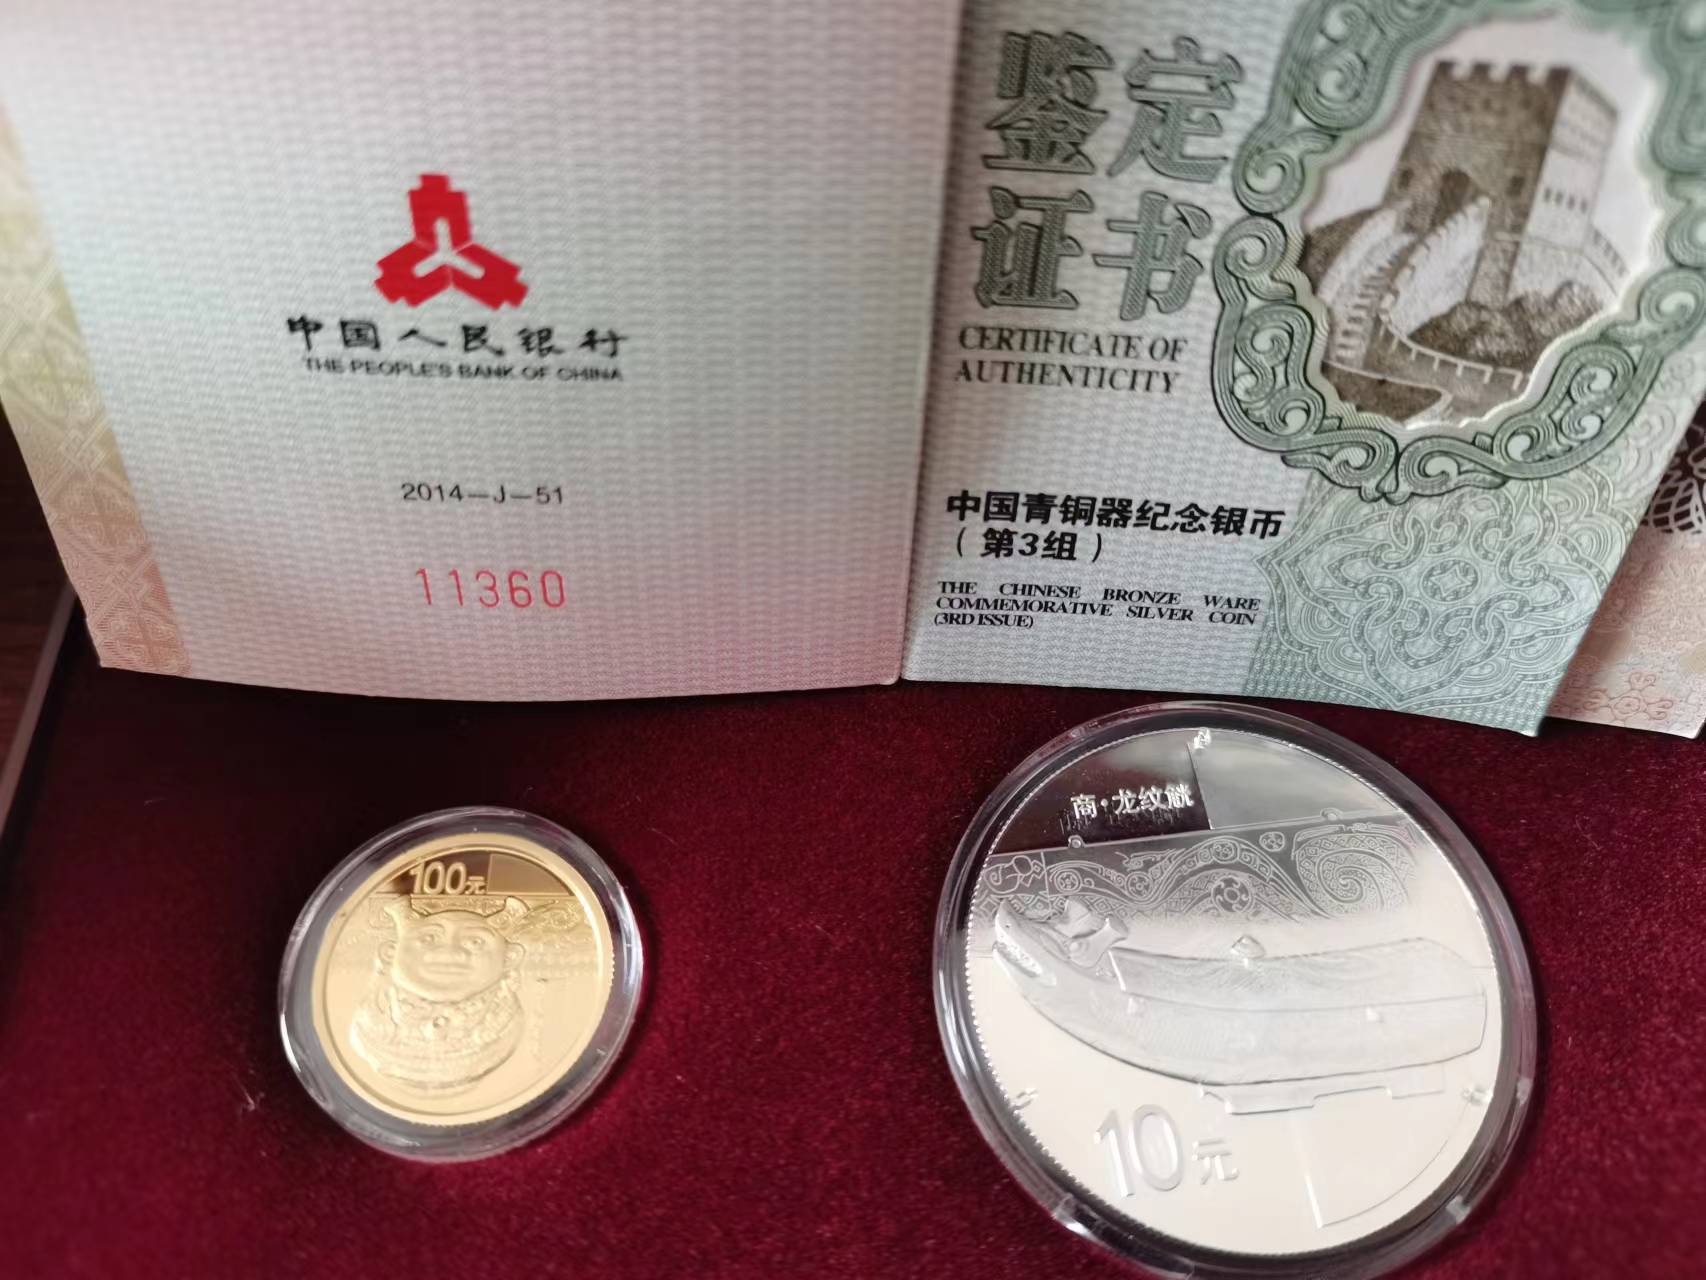 中国人民银行
THE PEOPLE'S BANK OF CHINA
2014-J-51
11360
鉴定
证书
CERTIFICATE OF
AUTHENTICITY
中国青铜器纪念银币
(第3组)
THE CHINESE BRONZE WARE
COMMEMORATIVE SILVER COIN
(3RD ISSUE)
100元
商·龙纹觥
10元